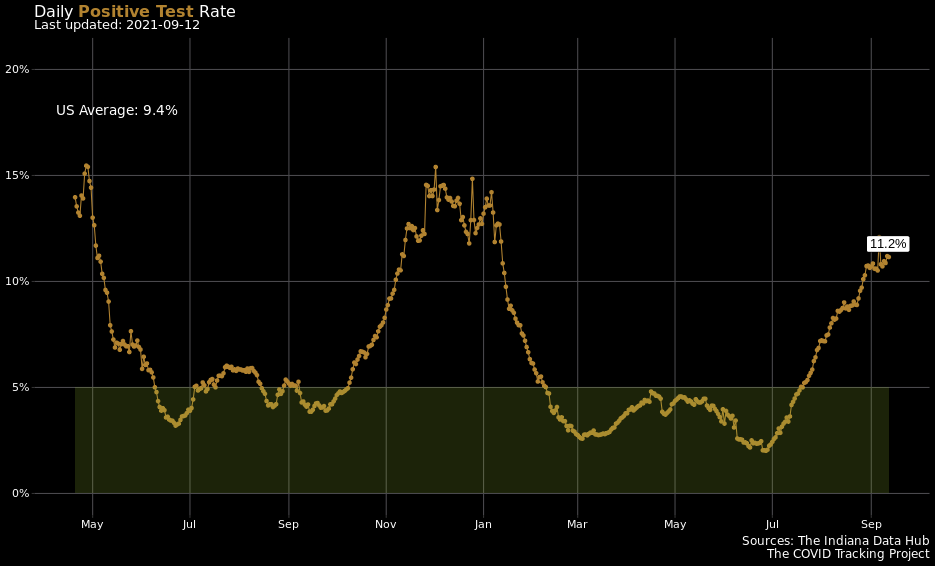 Daily Positive Test Rate
Last updated: 2021-09-12
20%
US Average: 9.4%
15%
11.2%
10%
5%
0%
May Jul Sep Nov Jan Mar May Jul Sep
Sources: The Indiana Data Hub
The COVID Tracking Project